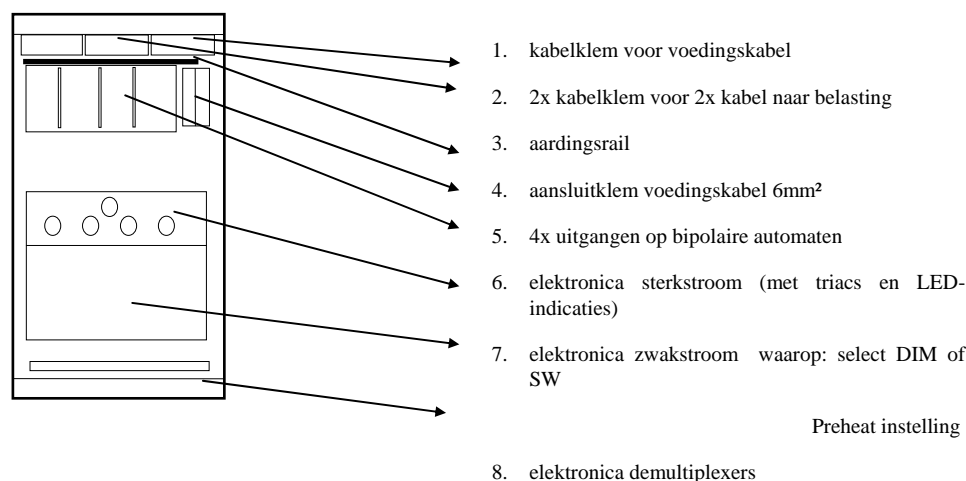 1. kabelklem voor voedingskabel
2. 2x kabelklem voor 2x kabel naar belasting
3. aardingsrail
4. aansluitklem voedingskabel 6mm²
5. 4x uitgangen op bipolaire automaten
6. elektronica sterkstroom (met triacs en LED-
indicaties)
7. elektronica zwakstroom waarop: select DIM of
SW
Preheat instelling
8. elektronica demultiplexers